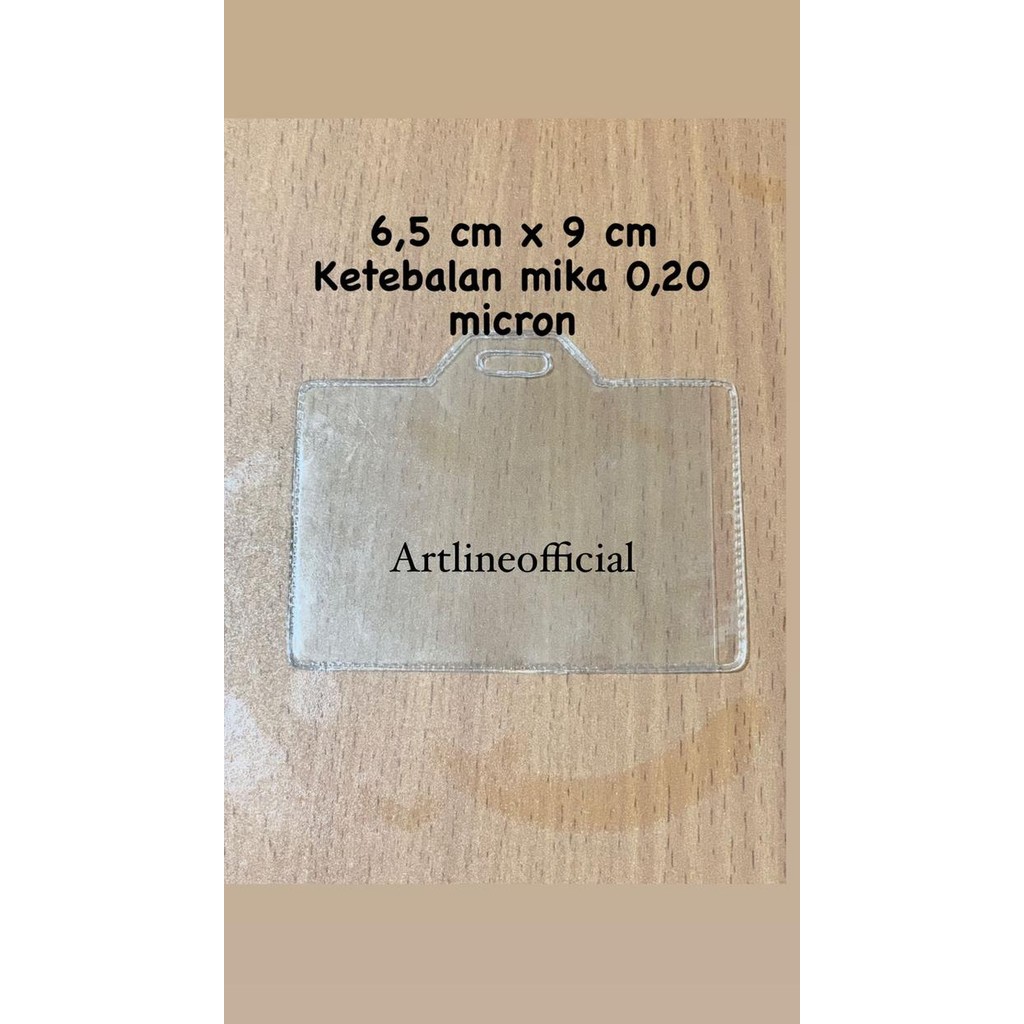 6,5 cm x 9 cm
Ketebalan mika 0,20
micron
Artlineofficial